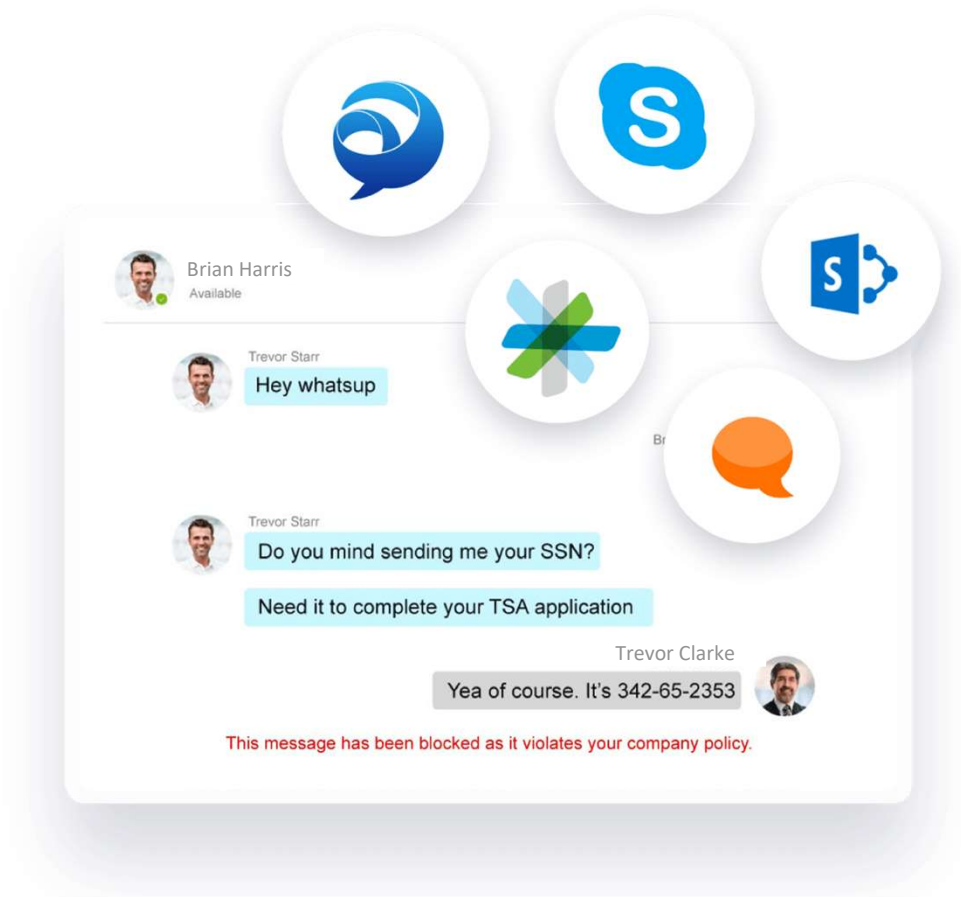 S
Brian Harris
S
Available
Trevor Starr
Hey whatsup
Br
Trevor Starr
Do you mind sending me your SSN?
Need it to complete your TSA application
Trevor Clarke
Yea of course. It’s 342-65-2353
This message has been blocked as it violates your company policy.